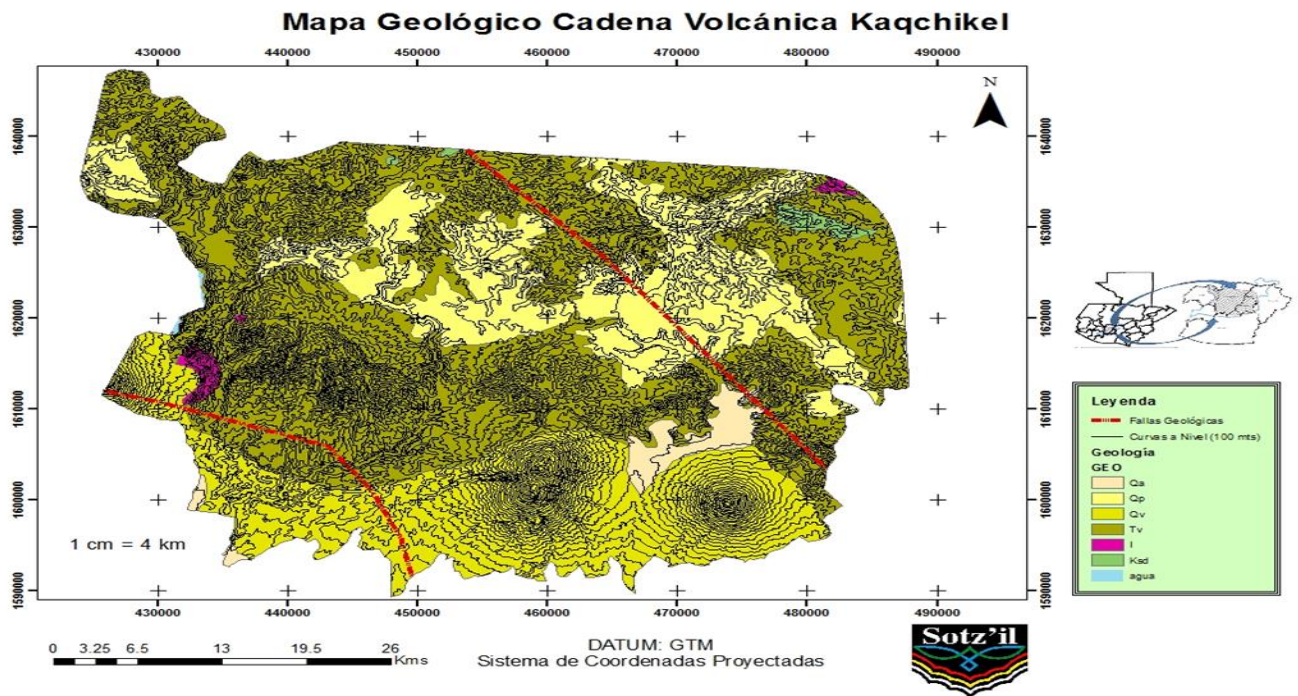 Mapa Geológico Cadena Volcánica Kaqchikel
430000 440000 450000 460000 470000 480000 490000
N
1640000 1640000
1630000 1630000
1620000 1620000
1610000 1610000
1600000 1600000
1590000 1590000
1 cm = 4 km
430000 440000 450000 460000 470000 480000 490000
Leyenda
Fallas Geológicas
Curvas a Nivel (100 mts)
Geología
GEO
Qa
Qp
Qv
Tv
I
Ksd
agua
0 3.25 6.5 13 19.5 26
Kms
DATUM: GTM
Sistema de Coordenadas Proyectadas
Sotz'il